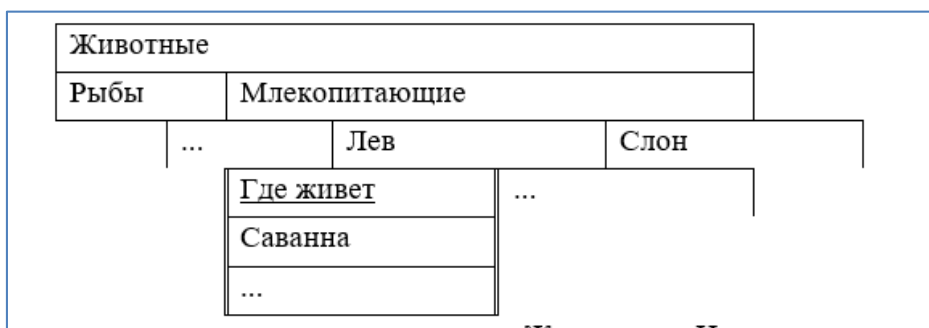 Животные
Рыбы Млекопитающие
... Лев Слон
Где живет ...
Саванна
...